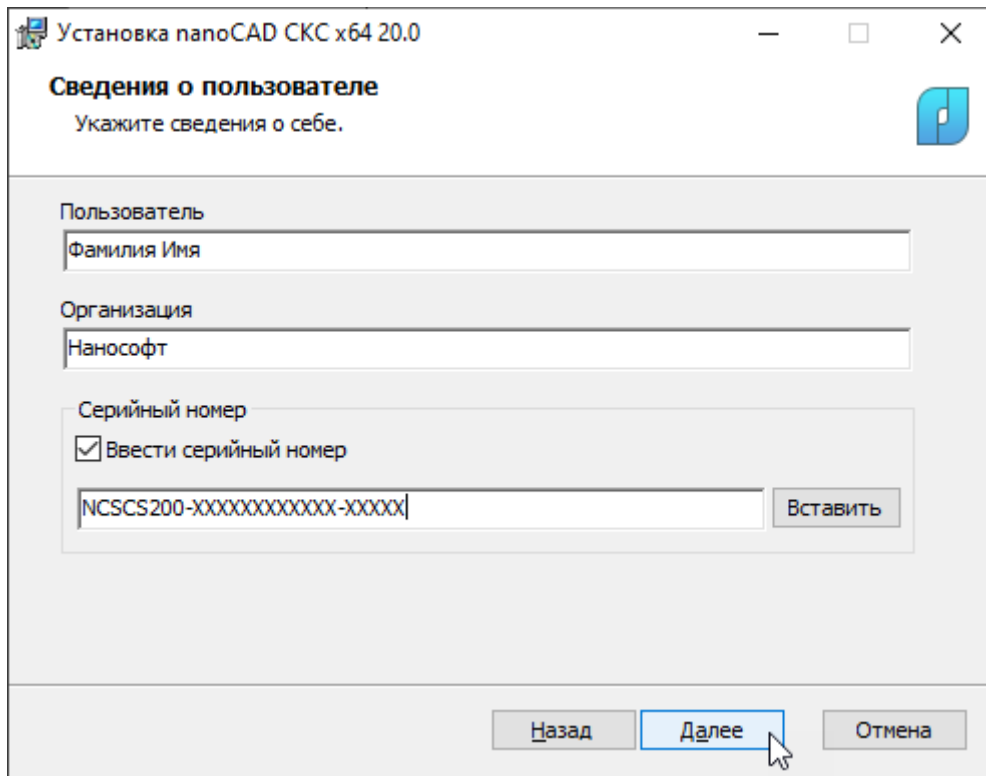 Установка nanoCAD СКС x64 20.0
Сведения о пользователе
Укажите сведения о себе.
Пользователь
Фамилия Имя
Организация
Нанософт
Серийный номер
Ввести серийный номер
NCSCS200-XXXXXXXXXXXX-XXXXX
Вставить
Назад
Далее
Отмена